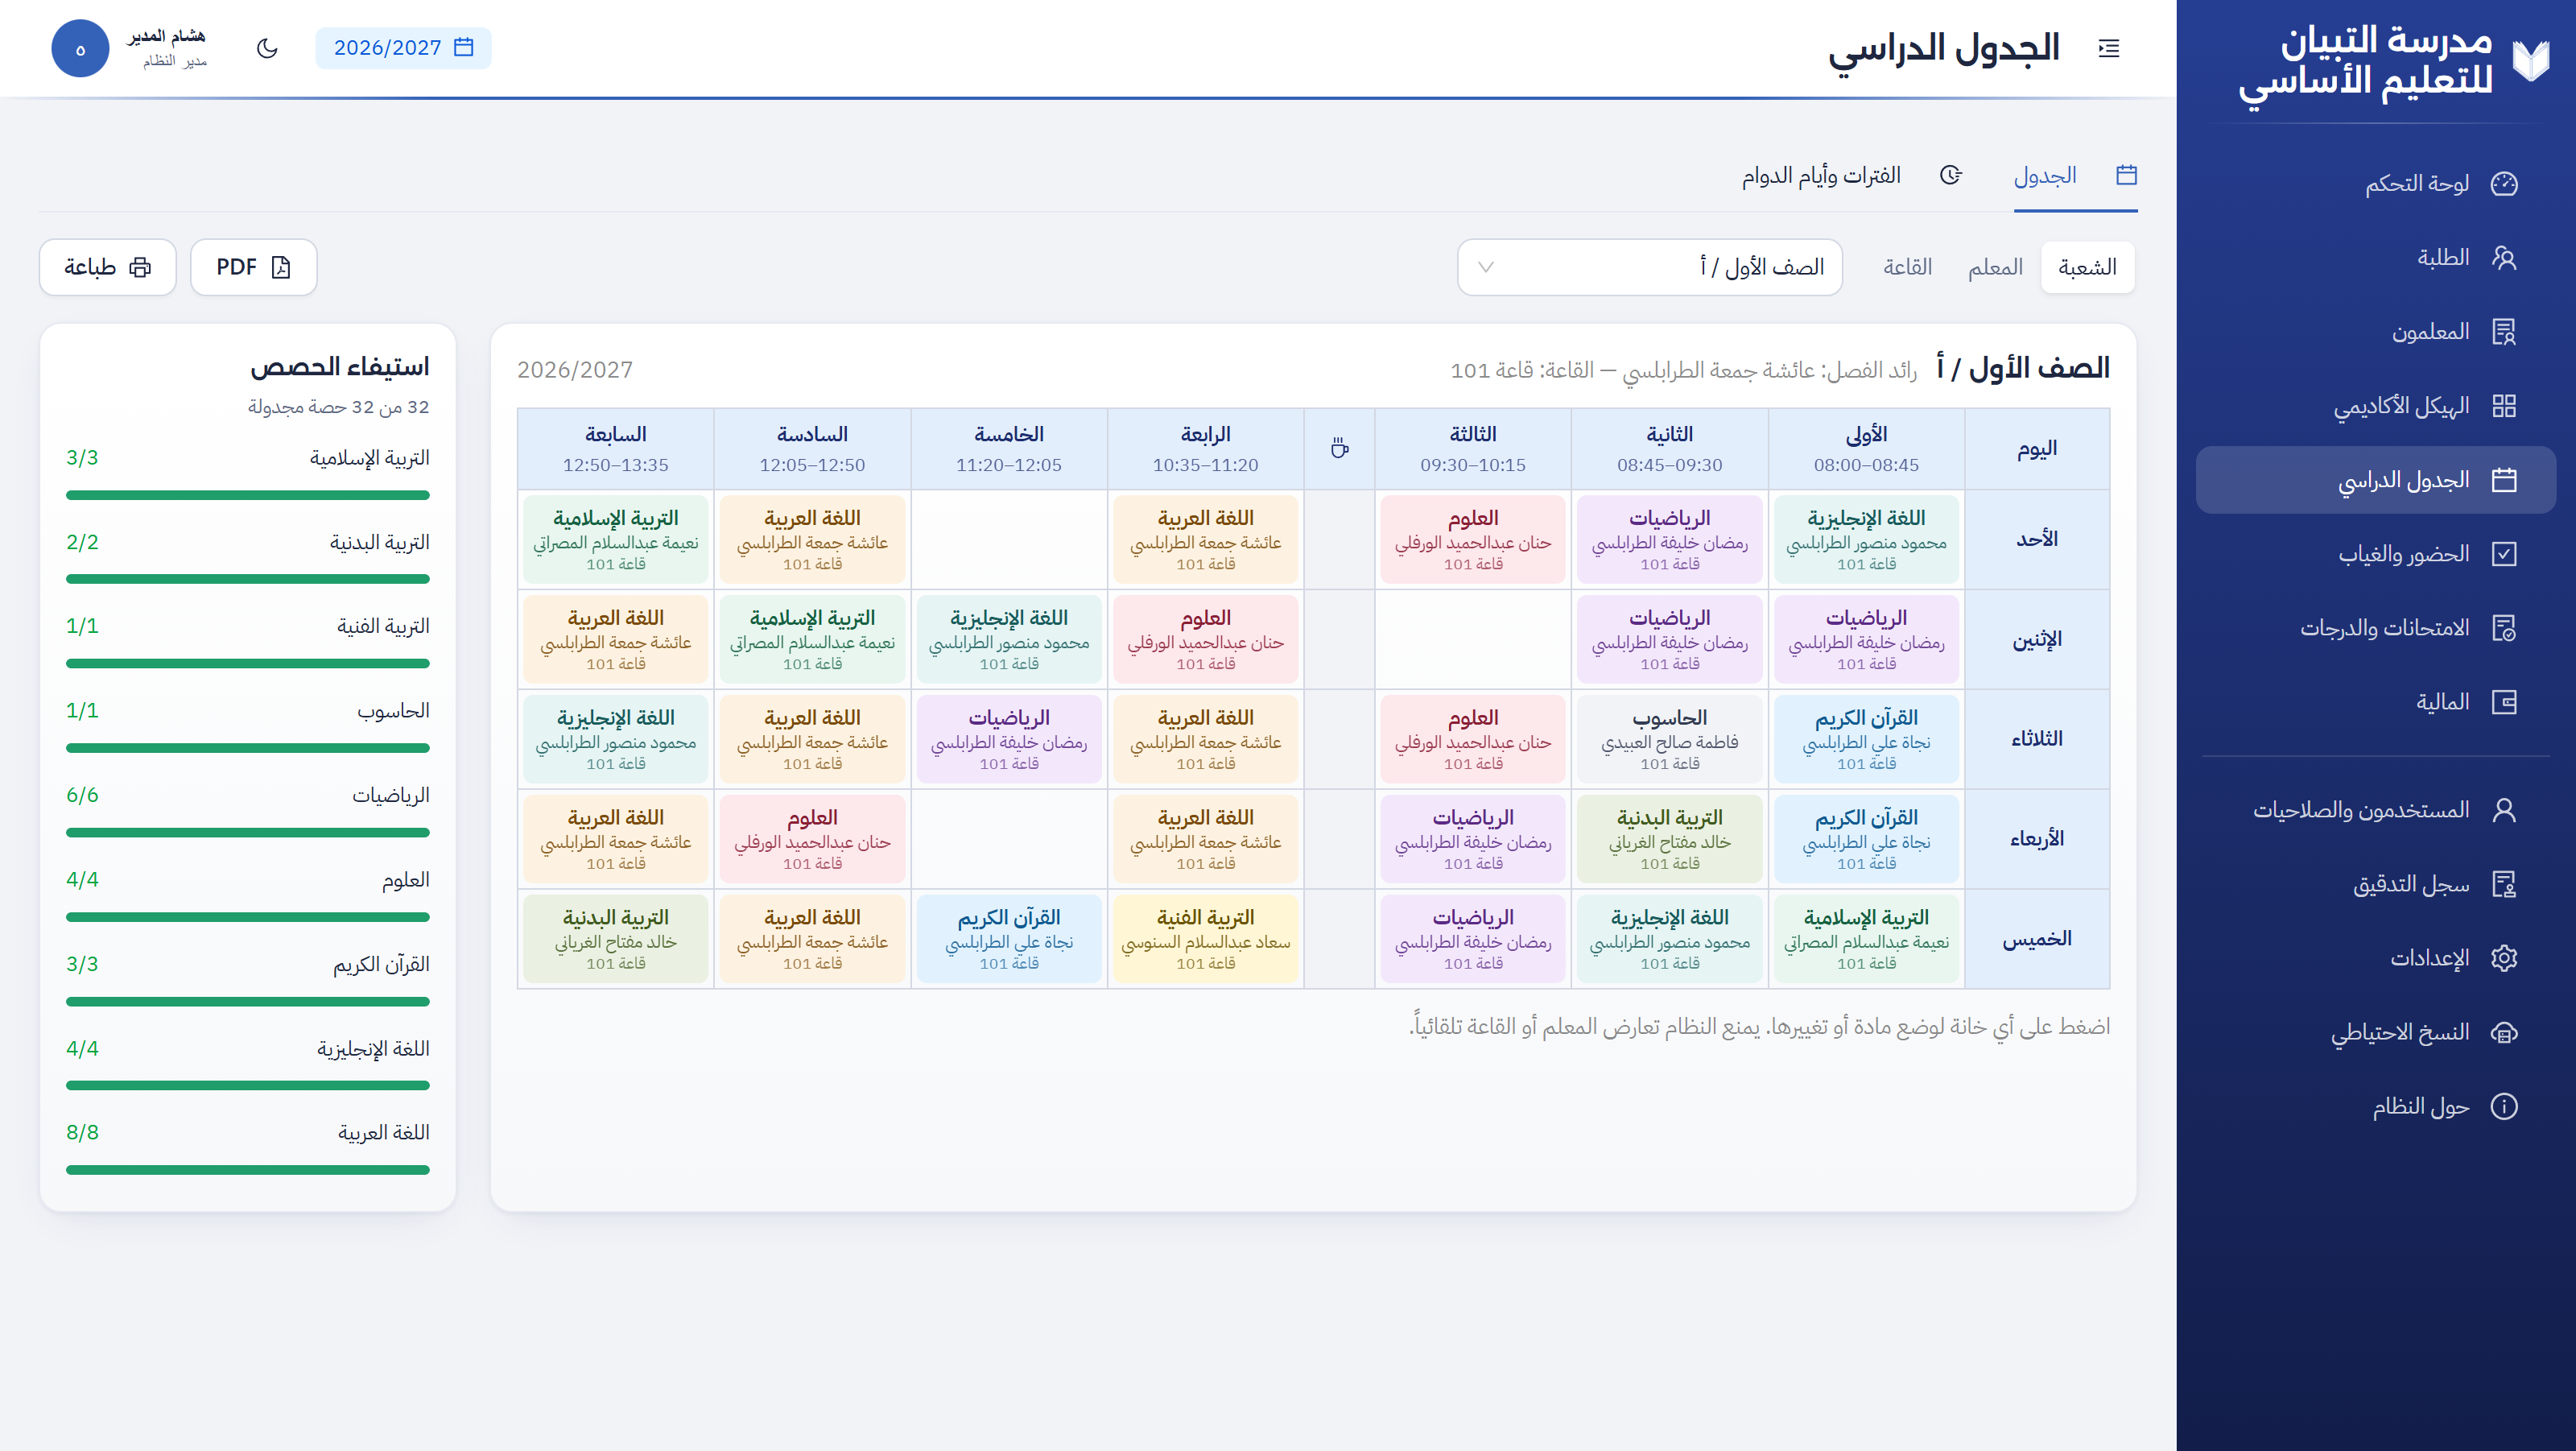 مدرسة التبيان
للتعليم الأساسي
لوحة التحكم
الطلبة
المعلمون
الهيكل الأكاديمي
الجدول الدراسي
الحضور والغياب
الامتحانات والدرجات
المالية
المستخدمون والصلاحيات
سجل التدقيق
الإعدادات
النسخ الاحتياطي
حول النظام
الجدول الدراسي
2026/2027
هشام المدير
مدير النظام
ه
الجدول
الفترات وأيام الدوام
الشعبة
المعلم
القاعة
الصف الأول / أ
PDF
طباعة
الصف الأول / أ رائد الفصل: عائشة جمعة الطرابلسي — القاعة: قاعة 101
2026/2027
اليوم
الأولى
08:00–08:45
الثانية
08:45–09:30
الثالثة
09:30–10:15
الرابعة
10:35–11:20
الخامسة
11:20–12:05
السادسة
12:05–12:50
السابعة
12:50–13:35
الأحد
اللغة الإنجليزية
محمود منصور الطرابلسي
قاعة 101
الرياضيات
رمضان خليفة الطرابلسي
قاعة 101
العلوم
حنان عبدالحميد الورفلي
قاعة 101
اللغة العربية
عائشة جمعة الطرابلسي
قاعة 101
اللغة العربية
عائشة جمعة الطرابلسي
قاعة 101
التربية الإسلامية
نعيمة عبدالسلام المصراتي
قاعة 101
الإثنين
الرياضيات
رمضان خليفة الطرابلسي
قاعة 101
الرياضيات
رمضان خليفة الطرابلسي
قاعة 101
العلوم
حنان عبدالحميد الورفلي
قاعة 101
اللغة الإنجليزية
محمود منصور الطرابلسي
قاعة 101
التربية الإسلامية
نعيمة عبدالسلام المصراتي
قاعة 101
اللغة العربية
عائشة جمعة الطرابلسي
قاعة 101
الثلاثاء
القرآن الكريم
نجاة علي الطرابلسي
قاعة 101
الحاسوب
فاطمة صالح العبيدي
قاعة 101
العلوم
حنان عبدالحميد الورفلي
قاعة 101
اللغة العربية
عائشة جمعة الطرابلسي
قاعة 101
الرياضيات
رمضان خليفة الطرابلسي
قاعة 101
اللغة العربية
عائشة جمعة الطرابلسي
قاعة 101
اللغة الإنجليزية
محمود منصور الطرابلسي
قاعة 101
الأربعاء
القرآن الكريم
نجاة علي الطرابلسي
قاعة 101
التربية البدنية
خالد مفتاح الغرياني
قاعة 101
الرياضيات
رمضان خليفة الطرابلسي
قاعة 101
اللغة العربية
عائشة جمعة الطرابلسي
قاعة 101
العلوم
حنان عبدالحميد الورفلي
قاعة 101
اللغة العربية
عائشة جمعة الطرابلسي
قاعة 101
الخميس
التربية الإسلامية
نعيمة عبدالسلام المصراتي
قاعة 101
اللغة الإنجليزية
محمود منصور الطرابلسي
قاعة 101
الرياضيات
رمضان خليفة الطرابلسي
قاعة 101
التربية الفنية
سعاد عبدالسلام السنوسي
قاعة 101
القرآن الكريم
نجاة علي الطرابلسي
قاعة 101
اللغة العربية
عائشة جمعة الطرابلسي
قاعة 101
التربية البدنية
خالد مفتاح الغرياني
قاعة 101
اضغط على أي خانة لوضع مادة أو تغييرها. يمنع النظام تعارض المعلم أو القاعة تلقائياً.
استيفاء الحصص
32 من 32 حصة مجدولة
التربية الإسلامية 3/3
التربية البدنية 2/2
التربية الفنية 1/1
الحاسوب 1/1
الرياضيات 6/6
العلوم 4/4
القرآن الكريم 3/3
اللغة الإنجليزية 4/4
اللغة العربية 8/8